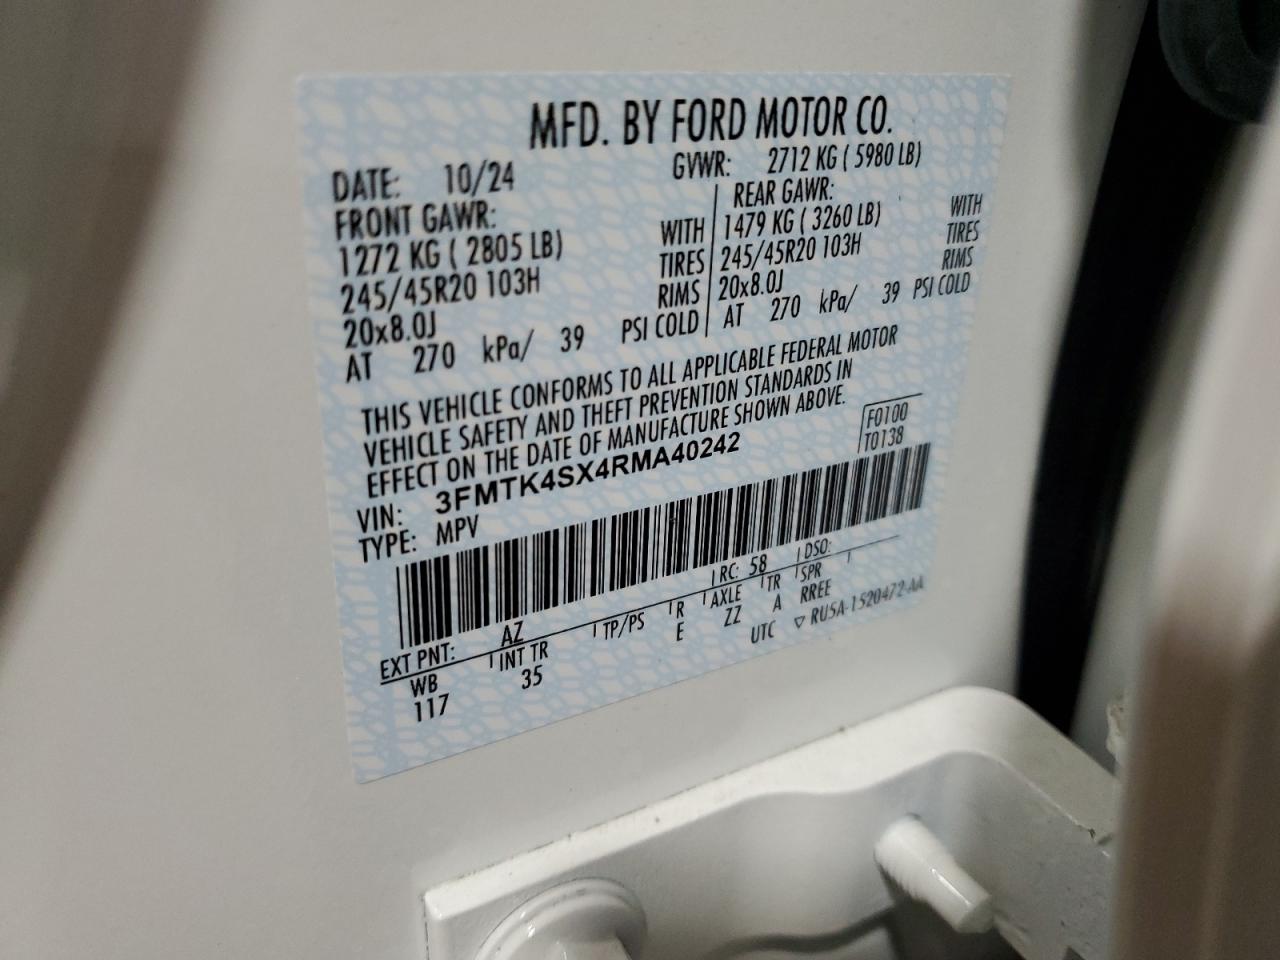 MFD. BY FORD MOTOR CO.
DATE: 10/24 GVWR: 2712 KG ( 5980 LB)
FRONT GAWR: REAR GAWR:
1272 KG ( 2805 LB) WITH 1479 KG ( 3260 LB) WITH
245/45R20 103H TIRES 245/45R20 103H TIRES
20x8.0J RIMS 20x8.0J RIMS
AT 270 kPa/ 39 PSI COLD AT 270 kPa/ 39 PSI COLD
THIS VEHICLE CONFORMS TO ALL APPLICABLE FEDERAL MOTOR
VEHICLE SAFETY AND THEFT PREVENTION STANDARDS IN
EFFECT ON THE DATE OF MANUFACTURE SHOWN ABOVE.
F0100
T0138
VIN: 3FMTK4SX4RMA40242
TYPE: MPV
EXT PNT: AZ RC: 58 DSO:
WB INT TR TP/PS R AXLE TR SPR
117 35 E ZZ A RREE
UTC ▽ RU5A-1520472-AA